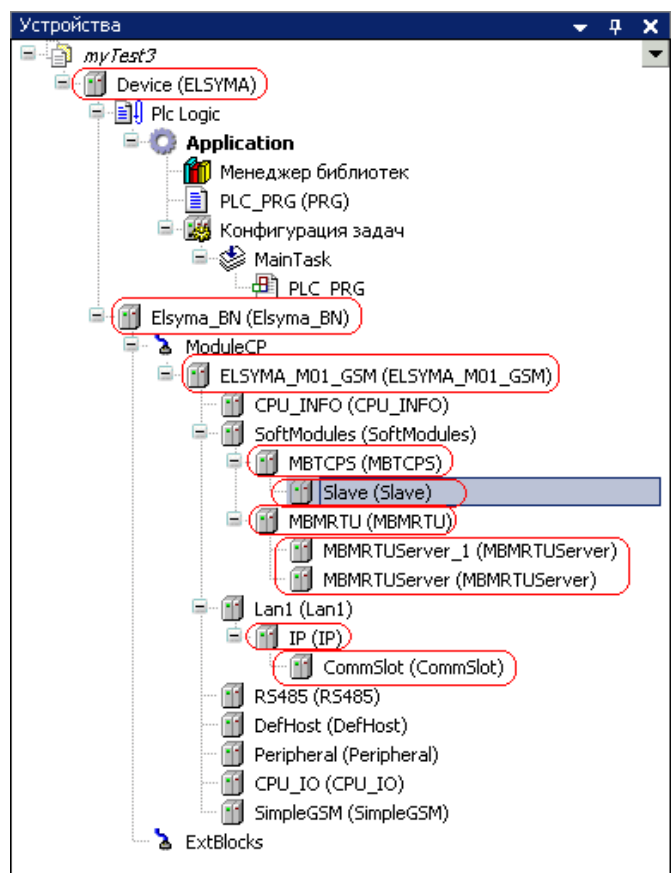 Устройства
myTest3
Device (ELSYMA)
Plc Logic
Application
Менеджер библиотек
PLC_PRG (PRG)
Конфигурация задач
MainTask
PLC_PRG
Elsyma_BN (Elsyma_BN)
ModuleCP
ELSYMA_M01_GSM (ELSYMA_M01_GSM)
CPU_INFO (CPU_INFO)
SoftModules (SoftModules)
MBTCPS (MBTCPS)
Slave (Slave)
MBMRTU (MBMRTU)
MBMRTUServer_1 (MBMRTUServer)
MBMRTUServer (MBMRTUServer)
Lan1 (Lan1)
IP (IP)
CommSlot (CommSlot)
RS485 (RS485)
DefHost (DefHost)
Peripheral (Peripheral)
CPU_IO (CPU_IO)
SimpleGSM (SimpleGSM)
ExtBlocks